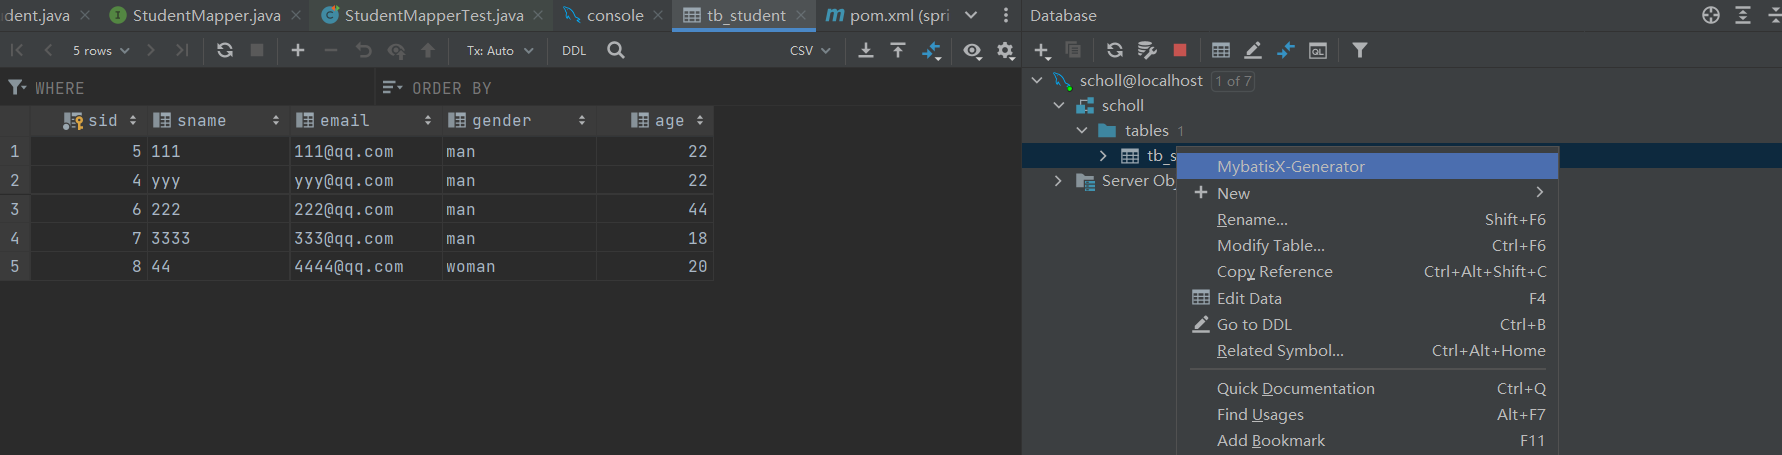 dent.java
StudentMapper.java
StudentMapperTest.java
console
tb_student
pom.xml (spri
5 rows
Tx: Auto
DDL
CSV
WHERE
ORDER BY
sid sname email gender age
1 5 111 111@qq.com man 22
2 4 yyy yyy@qq.com man 22
3 6 222 222@qq.com man 44
4 7 3333 333@qq.com man 18
5 8 44 4444@qq.com woman 20
Database
QL
scholl@localhost 1 of 7
scholl
tables 1
tb_s
Server Obj
MybatisX-Generator
New
Rename... Shift+F6
Modify Table... Ctrl+F6
Copy Reference Ctrl+Alt+Shift+C
Edit Data F4
Go to DDL Ctrl+B
Related Symbol... Ctrl+Alt+Home
Quick Documentation Ctrl+Q
Find Usages Alt+F7
Add Bookmark F11